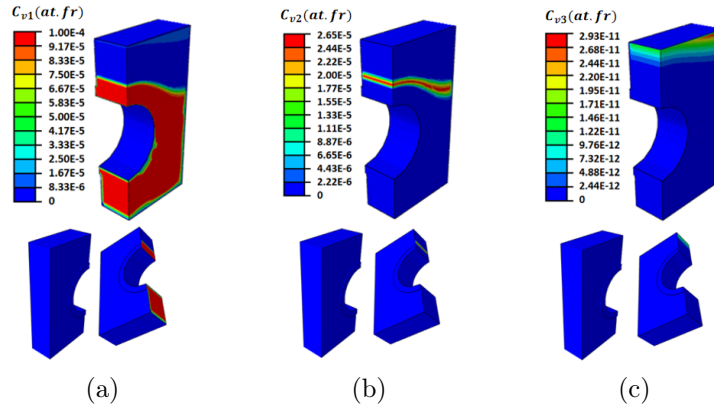 C_{v1}(at.fr)
1.00E-4
9.17E-5
8.33E-5
7.50E-5
6.67E-5
5.83E-5
5.00E-5
4.17E-5
3.33E-5
2.50E-5
1.67E-5
8.33E-6
0
(a)
C_{v2}(at.fr)
2.65E-5
2.44E-5
2.22E-5
2.00E-5
1.77E-5
1.55E-5
1.33E-5
1.11E-5
8.87E-6
6.65E-6
4.43E-6
2.22E-6
0
(b)
C_{v3}(at.fr)
2.93E-11
2.68E-11
2.44E-11
2.20E-11
1.95E-11
1.71E-11
1.46E-11
1.22E-11
9.76E-12
7.32E-12
4.88E-12
2.44E-12
0
(c)